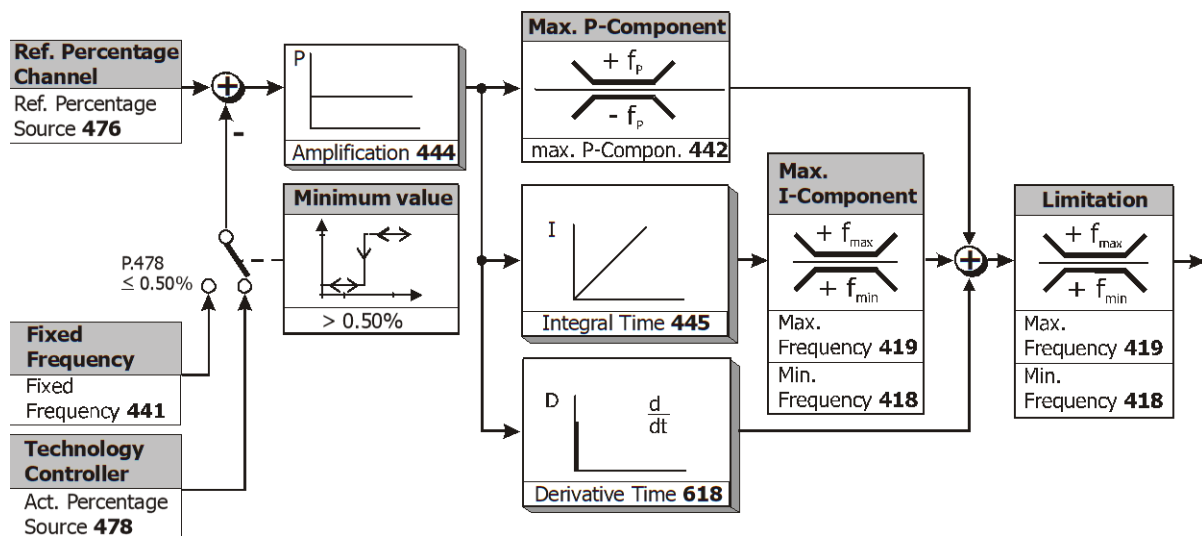 Ref. Percentage
Channel
Ref. Percentage
Source 476
+
-
P
Amplification 444
Max. P-Component
+ fP
- fP
max. P-Compon. 442
Minimum value
> 0.50%
P.478
≤ 0.50%
Fixed
Frequency
Fixed
Frequency 441
Technology
Controller
Act. Percentage
Source 478
I
Integral Time 445
D
d
dt
Derivative Time 618
Max.
I-Component
+ fmax
+ fmin
Max.
Frequency 419
Min.
Frequency 418
+
Limitation
+ fmax
+ fmin
Max.
Frequency 419
Min.
Frequency 418